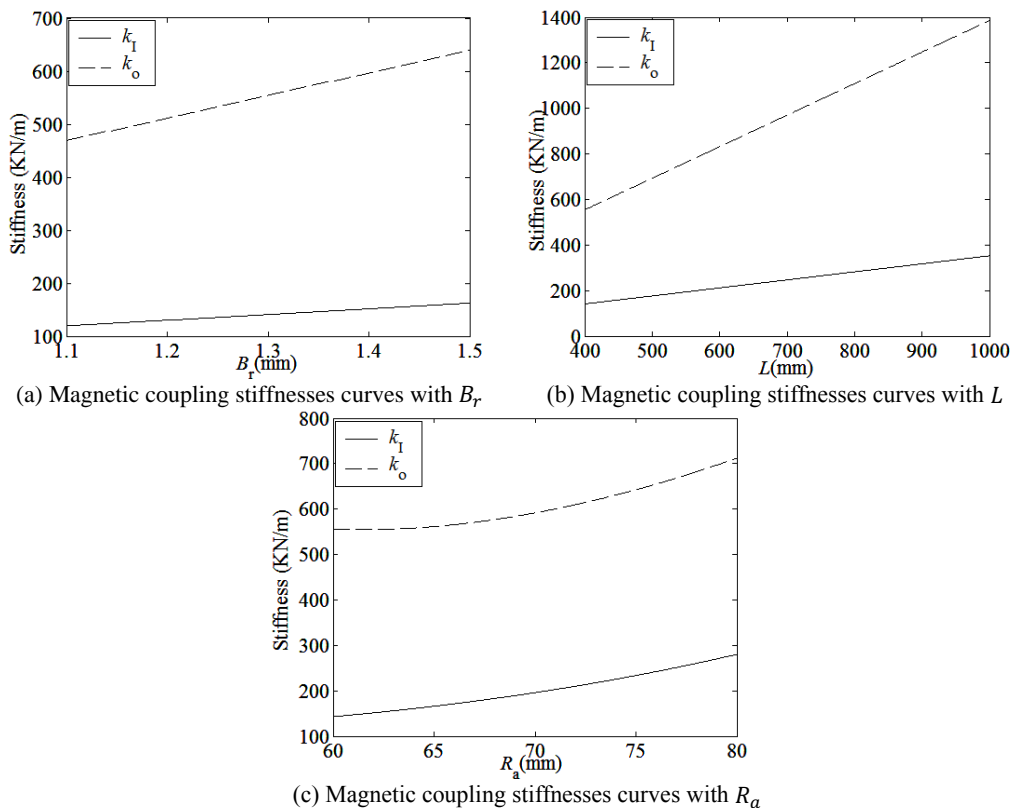 700
600
500
400
300
200
100
Stiffness (KN/m)
k_I
k_o
1.1 1.2 1.3 1.4 1.5
B_r(mm)
(a) Magnetic coupling stiffnesses curves with B_r
1400
1200
1000
800
600
400
200
0
Stiffness (KN/m)
k_I
k_o
400 500 600 700 800 900 1000
L(mm)
(b) Magnetic coupling stiffnesses curves with L
800
700
600
500
400
300
200
100
Stiffness (KN/m)
k_I
k_o
60 65 70 75 80
R_a(mm)
(c) Magnetic coupling stiffnesses curves with R_a